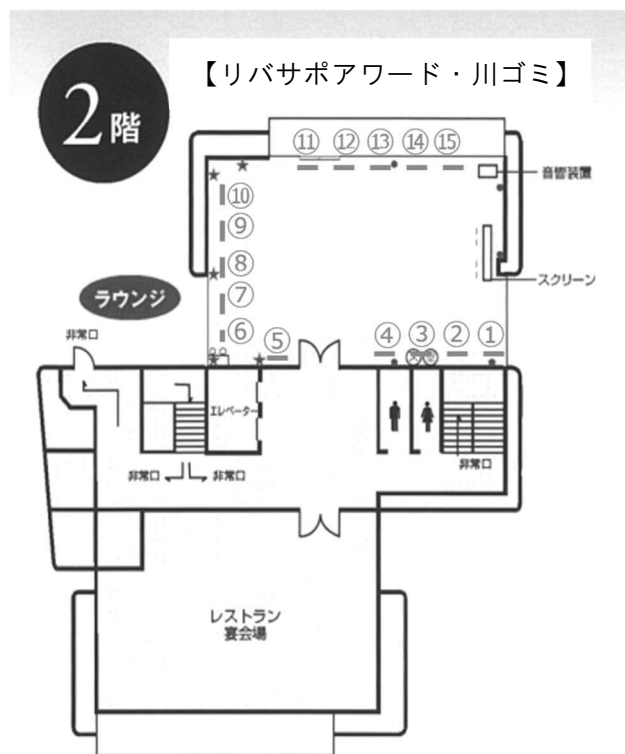 2階
【リバサポアワード・川ゴミ】
⑪ ⑫ ⑬ ⑭ ⑮
音響装置
⑩
⑨
⑧
⑦
⑥
スクリーン
ラウンジ
⑤ ④ ③ ② ①
非常口
エレベーター
非常口 非常口
非常口
レストラン
宴会場